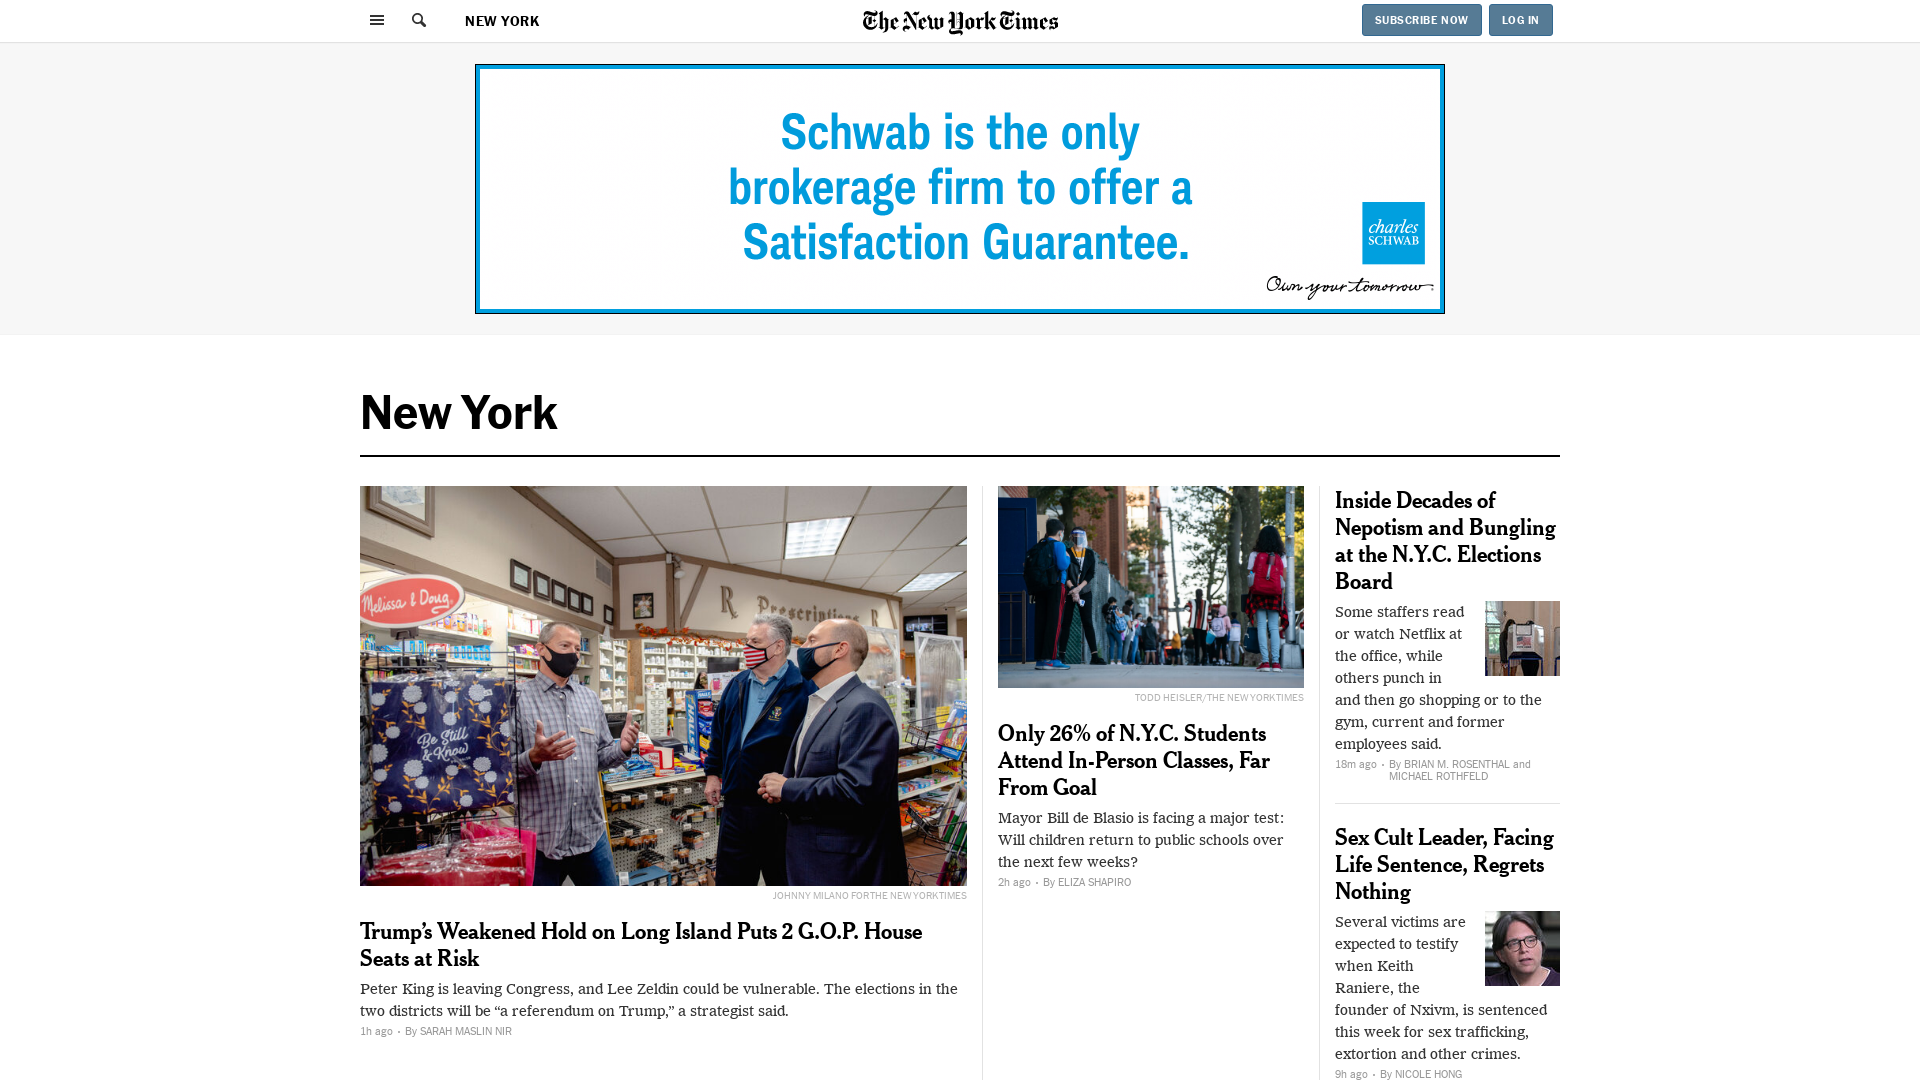 NEW YORK
The New York Times
SUBSCRIBE NOW
LOG IN
Schwab is the only
brokerage firm to offer a
Satisfaction Guarantee.
charles
SCHWAB
Own your tomorrow.
New York
Melissa & Doug
Prescriptions
Be Still
& Know
JOHNNY MILANO FOR THE NEW YORK TIMES
Trump’s Weakened Hold on Long Island Puts 2 G.O.P. House
Seats at Risk
Peter King is leaving Congress, and Lee Zeldin could be vulnerable. The elections in the
two districts will be “a referendum on Trump,” a strategist said.
1h ago • By SARAH MASLIN NIR
TODD HEISLER/THE NEW YORK TIMES
Only 26% of N.Y.C. Students
Attend In-Person Classes, Far
From Goal
Mayor Bill de Blasio is facing a major test:
Will children return to public schools over
the next few weeks?
2h ago • By ELIZA SHAPIRO
Inside Decades of
Nepotism and Bungling
at the N.Y.C. Elections
Board
Some staffers read
or watch Netflix at
the office, while
others punch in
and then go shopping or to the
gym, current and former
employees said.
18m ago • By BRIAN M. ROSENTHAL and
MICHAEL ROTHFELD
Sex Cult Leader, Facing
Life Sentence, Regrets
Nothing
Several victims are
expected to testify
when Keith
Raniere, the
founder of Nxivm, is sentenced
this week for sex trafficking,
extortion and other crimes.
9h ago • By NICOLE HONG